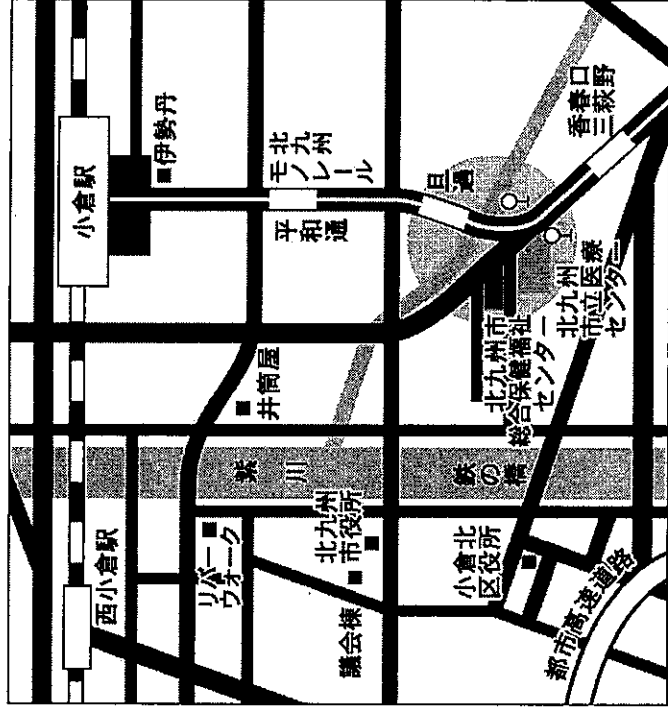 小倉駅
西小倉駅
伊勢丹
北九州
モノレール
平和通
井筒屋
リバー
ウォーク
紫川
北九州
市役所
議会棟
旦過
香春口
三萩野
北九州市
総合保健福祉
センター
北九州
市立医療
センター
鉄の橋
小倉北
区役所
都市高速道路